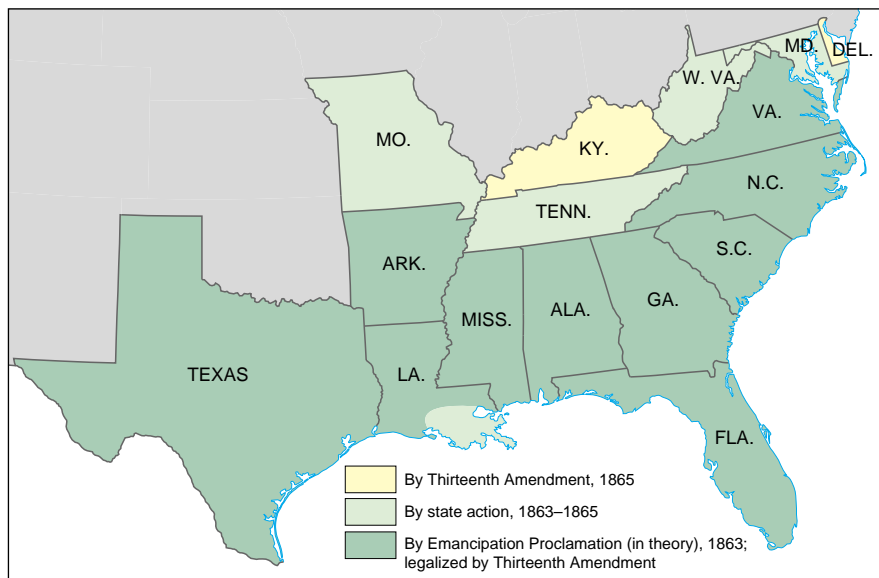 MD.
DEL.
W. VA.
VA.
MO.
KY.
N.C.
TENN.
S.C.
ARK.
GA.
MISS.
ALA.
TEXAS
LA.
FLA.
By Thirteenth Amendment, 1865
By state action, 1863–1865
By Emancipation Proclamation (in theory), 1863;
legalized by Thirteenth Amendment